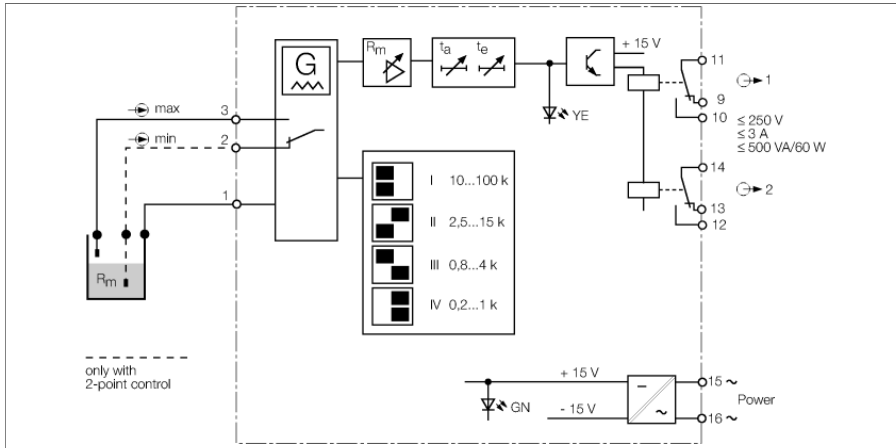 G
Rm
ta te
+ 15 V
11
1
9
10
≤ 250 V
≤ 3 A
≤ 500 VA/60 W
YE
max
3
min
2
1
Rm
I 10...100 k
II 2,5...15 k
III 0,8...4 k
IV 0,2...1 k
14
2
13
12
only with
2-point control
+ 15 V
GN
- 15 V
15 ~
Power
16 ~
–
~